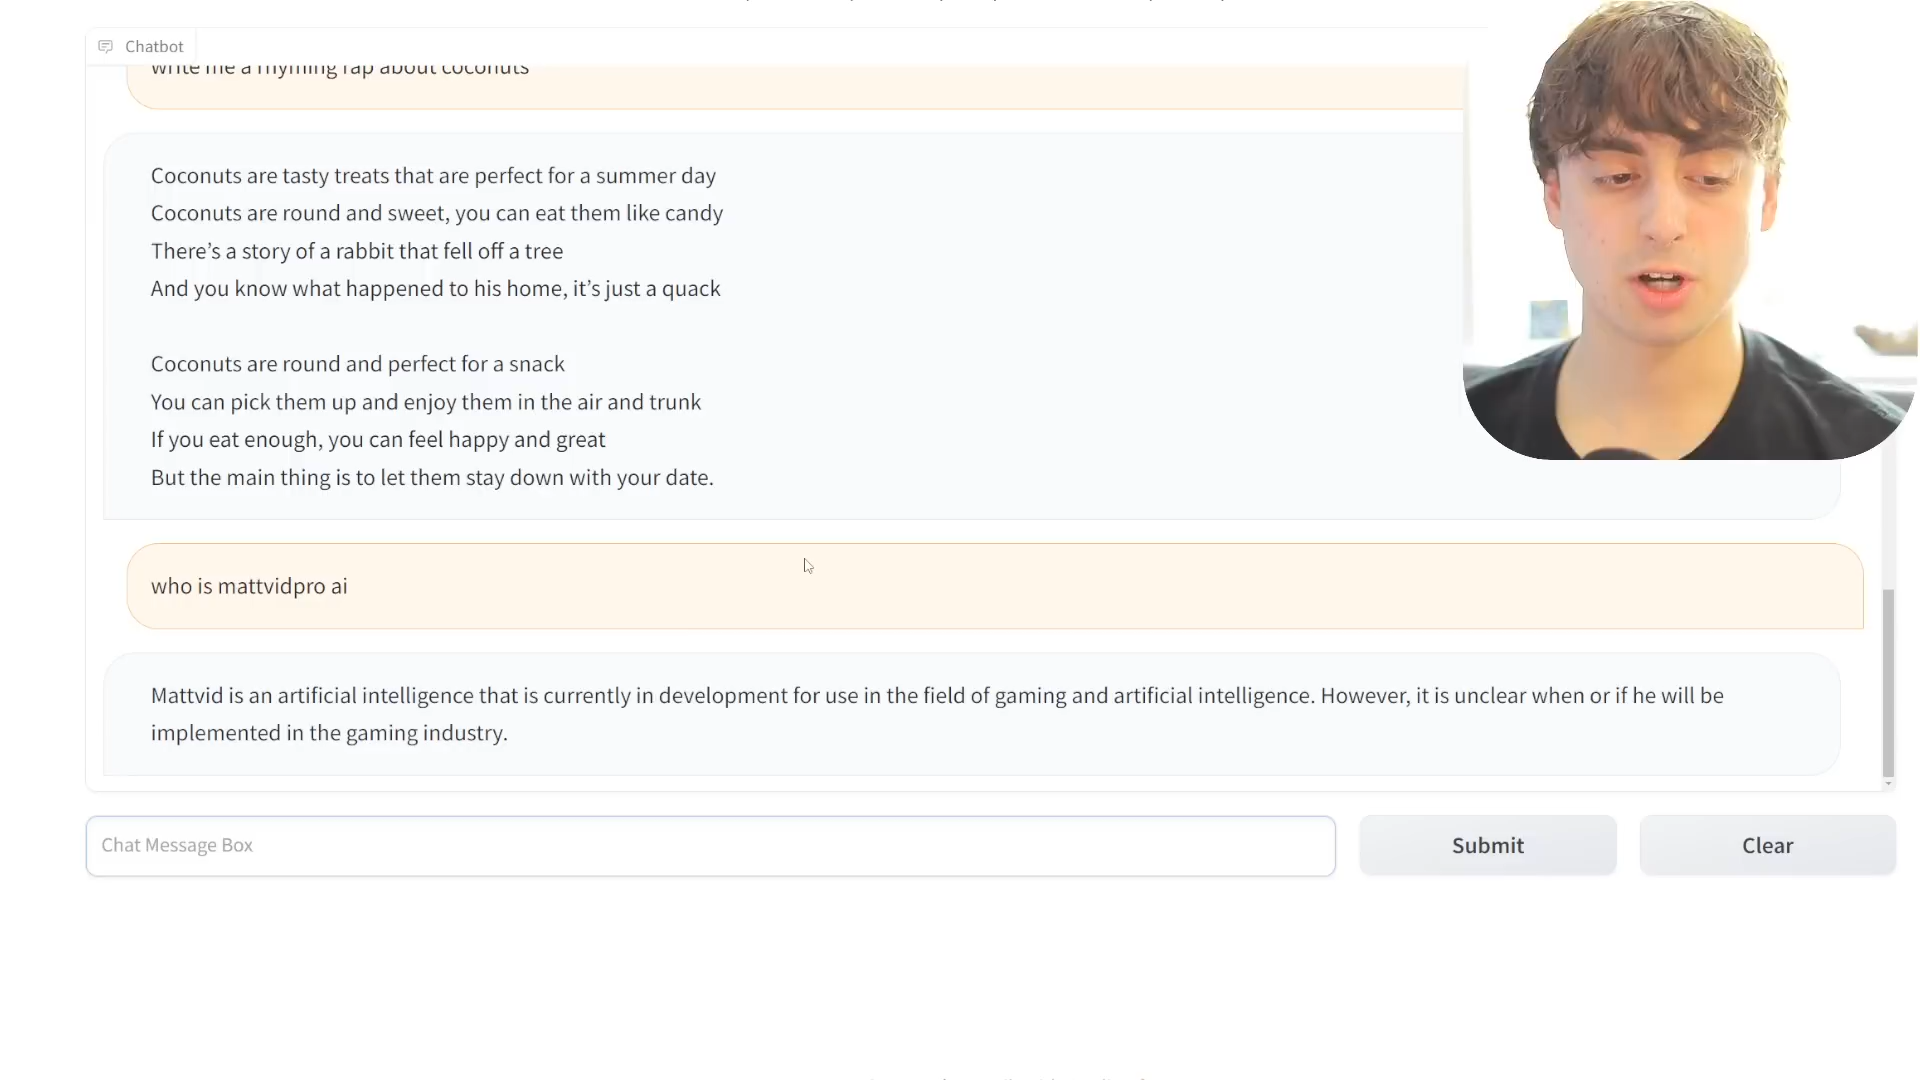 Chatbot
write me a rhyming rap about coconuts
Coconuts are tasty treats that are perfect for a summer day
Coconuts are round and sweet, you can eat them like candy
There’s a story of a rabbit that fell off a tree
And you know what happened to his home, it’s just a quack
Coconuts are round and perfect for a snack
You can pick them up and enjoy them in the air and trunk
If you eat enough, you can feel happy and great
But the main thing is to let them stay down with your date.
who is mattvidpro ai
Mattvid is an artificial intelligence that is currently in development for use in the field of gaming and artificial intelligence. However, it is unclear when or if he will be
implemented in the gaming industry.
Chat Message Box
Submit
Clear